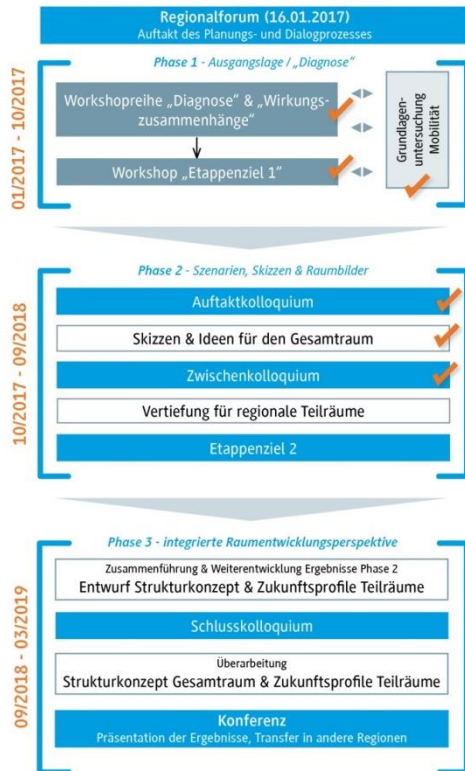 Regionalforum (16.01.2017)
Auftakt des Planungs- und Dialogprozesses
01/2017 - 10/2017
Phase 1 - Ausgangslage / „Diagnose“
Workshopreihe „Diagnose“ & „Wirkungs-
zusammenhänge“
Workshop „Etappenziel 1“
Grundlagen-
untersuchung
Mobilität
10/2017 - 09/2018
Phase 2 - Szenarien, Skizzen & Raumbilder
Auftaktkolloquium
Skizzen & Ideen für den Gesamtraum
Zwischenkolloquium
Vertiefung für regionale Teilräume
Etappenziel 2
09/2018 - 03/2019
Phase 3 - integrierte Raumentwicklungsperspektive
Zusammenführung & Weiterentwicklung Ergebnisse Phase 2
Entwurf Strukturkonzept & Zukunftsprofile Teilräume
Schlusskolloquium
Überarbeitung
Strukturkonzept Gesamtraum & Zukunftsprofile Teilräume
Konferenz
Präsentation der Ergebnisse, Transfer in andere Regionen